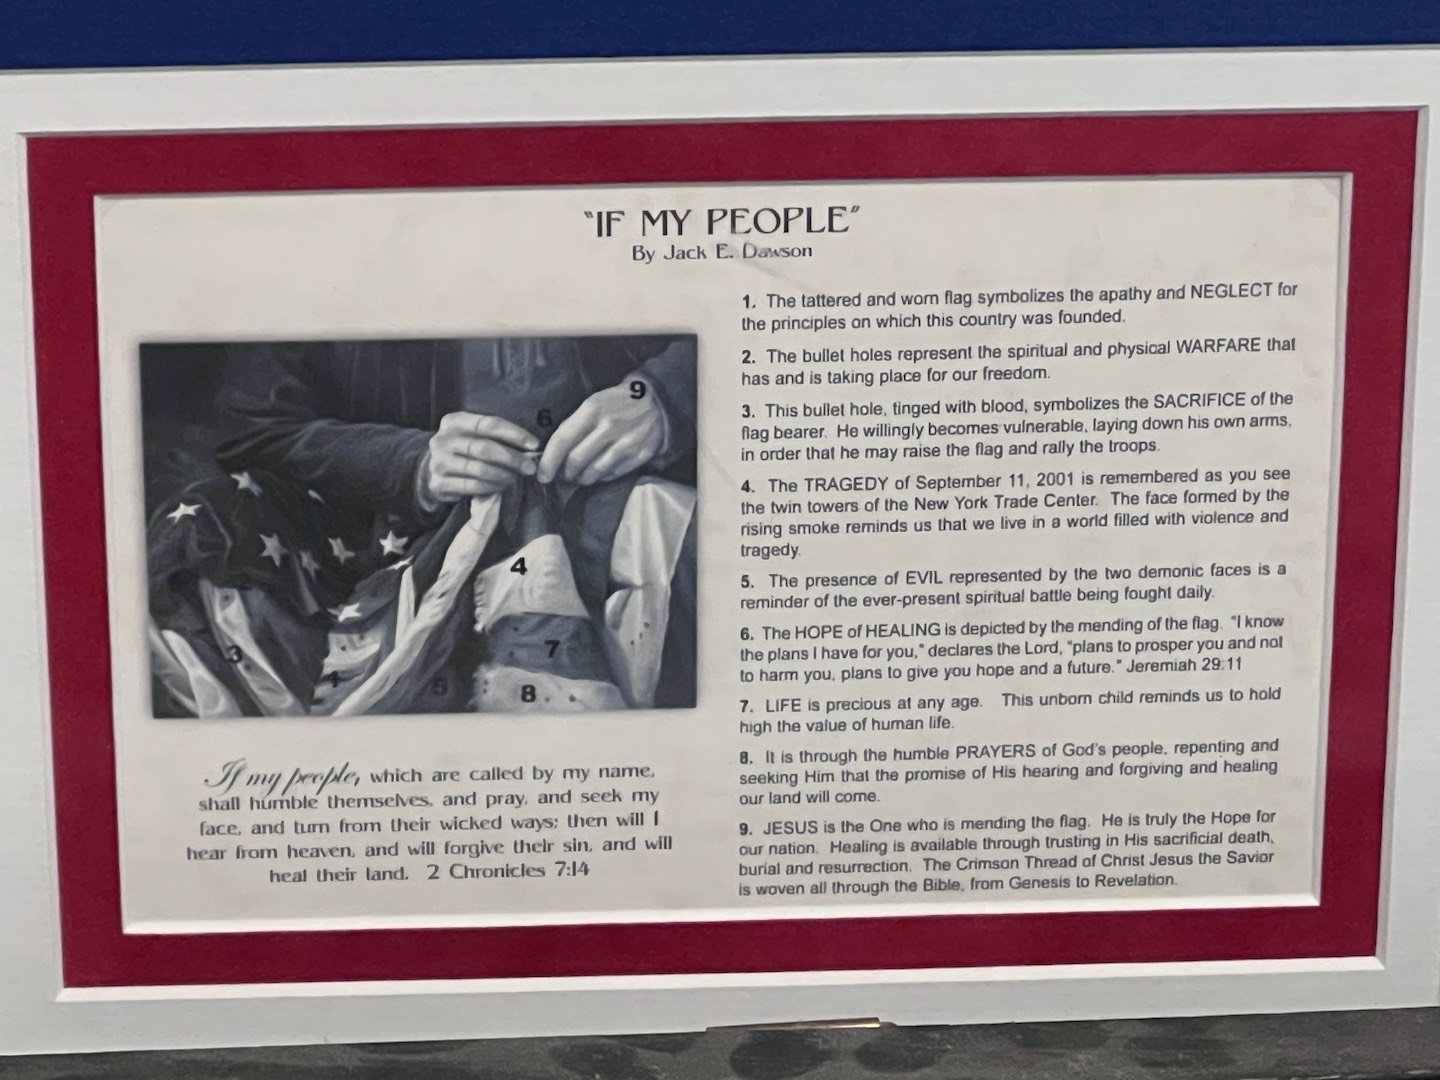 "IF MY PEOPLE"
By Jack E. Dawson
9
6
4
2
3
7
1
5
8
If my people, which are called by my name,
shall humble themselves, and pray, and seek my
face, and turn from their wicked ways; then will I
hear from heaven, and will forgive their sin, and will
heal their land. 2 Chronicles 7:14
1. The tattered and worn flag symbolizes the apathy and NEGLECT for
the principles on which this country was founded.
2. The bullet holes represent the spiritual and physical WARFARE that
has and is taking place for our freedom.
3. This bullet hole, tinged with blood, symbolizes the SACRIFICE of the
flag bearer. He willingly becomes vulnerable, laying down his own arms,
in order that he may raise the flag and rally the troops.
4. The TRAGEDY of September 11, 2001 is remembered as you see
the twin towers of the New York Trade Center. The face formed by the
rising smoke reminds us that we live in a world filled with violence and
tragedy.
5. The presence of EVIL represented by the two demonic faces is a
reminder of the ever-present spiritual battle being fought daily.
6. The HOPE of HEALING is depicted by the mending of the flag. "I know
the plans I have for you," declares the Lord, "plans to prosper you and not
to harm you, plans to give you hope and a future." Jeremiah 29:11
7. LIFE is precious at any age. This unborn child reminds us to hold
high the value of human life.
8. It is through the humble PRAYERS of God's people, repenting and
seeking Him that the promise of His hearing and forgiving and healing
our land will come.
9. JESUS is the One who is mending the flag. He is truly the Hope for
our nation. Healing is available through trusting in His sacrificial death,
burial and resurrection. The Crimson Thread of Christ Jesus the Savior
is woven all through the Bible, from Genesis to Revelation.